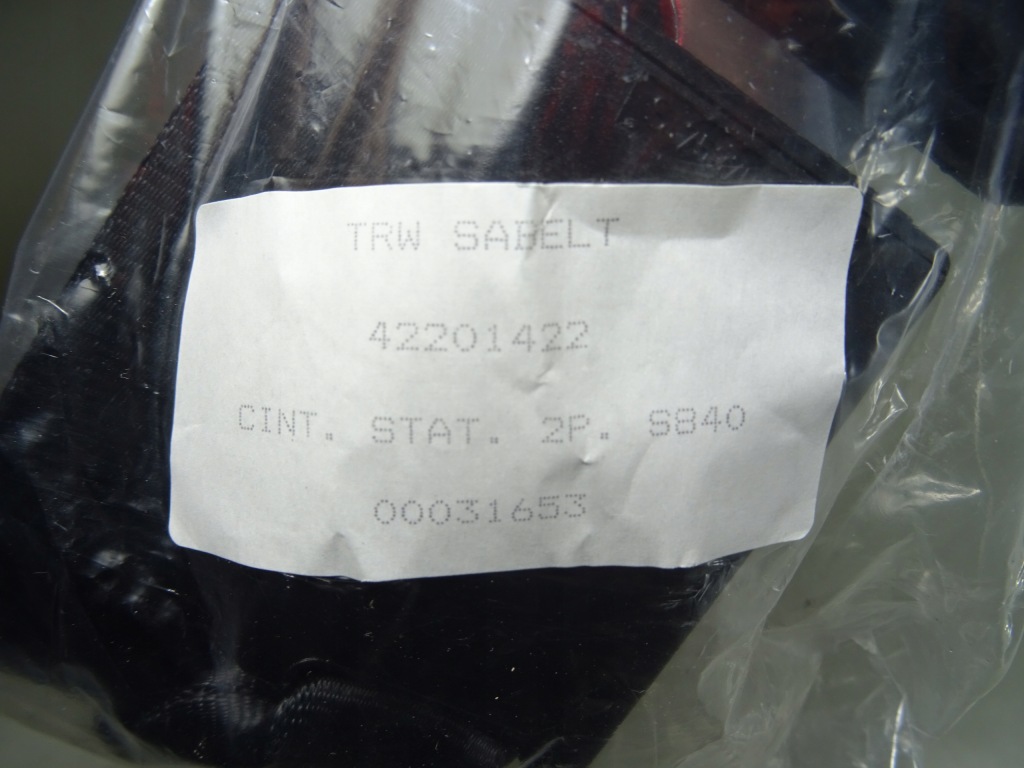 TRW SABELT
42201422
CINT. STAT. 2P. S840
00031653